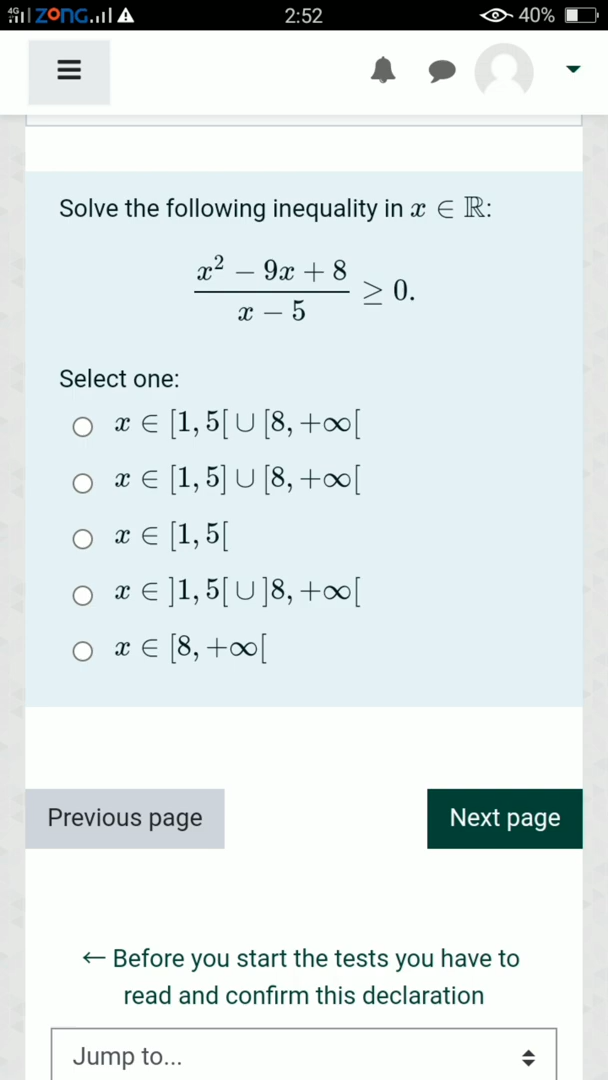 4G ZONG
2:52
40%
Solve the following inequality in x ∈ ℝ:
x² − 9x + 8
x − 5
≥ 0.
Select one:
x ∈ [1, 5[ ∪ [8, +∞[
x ∈ [1, 5] ∪ [8, +∞[
x ∈ [1, 5[
x ∈ ]1, 5[ ∪ ]8, +∞[
x ∈ [8, +∞[
Previous page
Next page
← Before you start the tests you have to
read and confirm this declaration
Jump to...